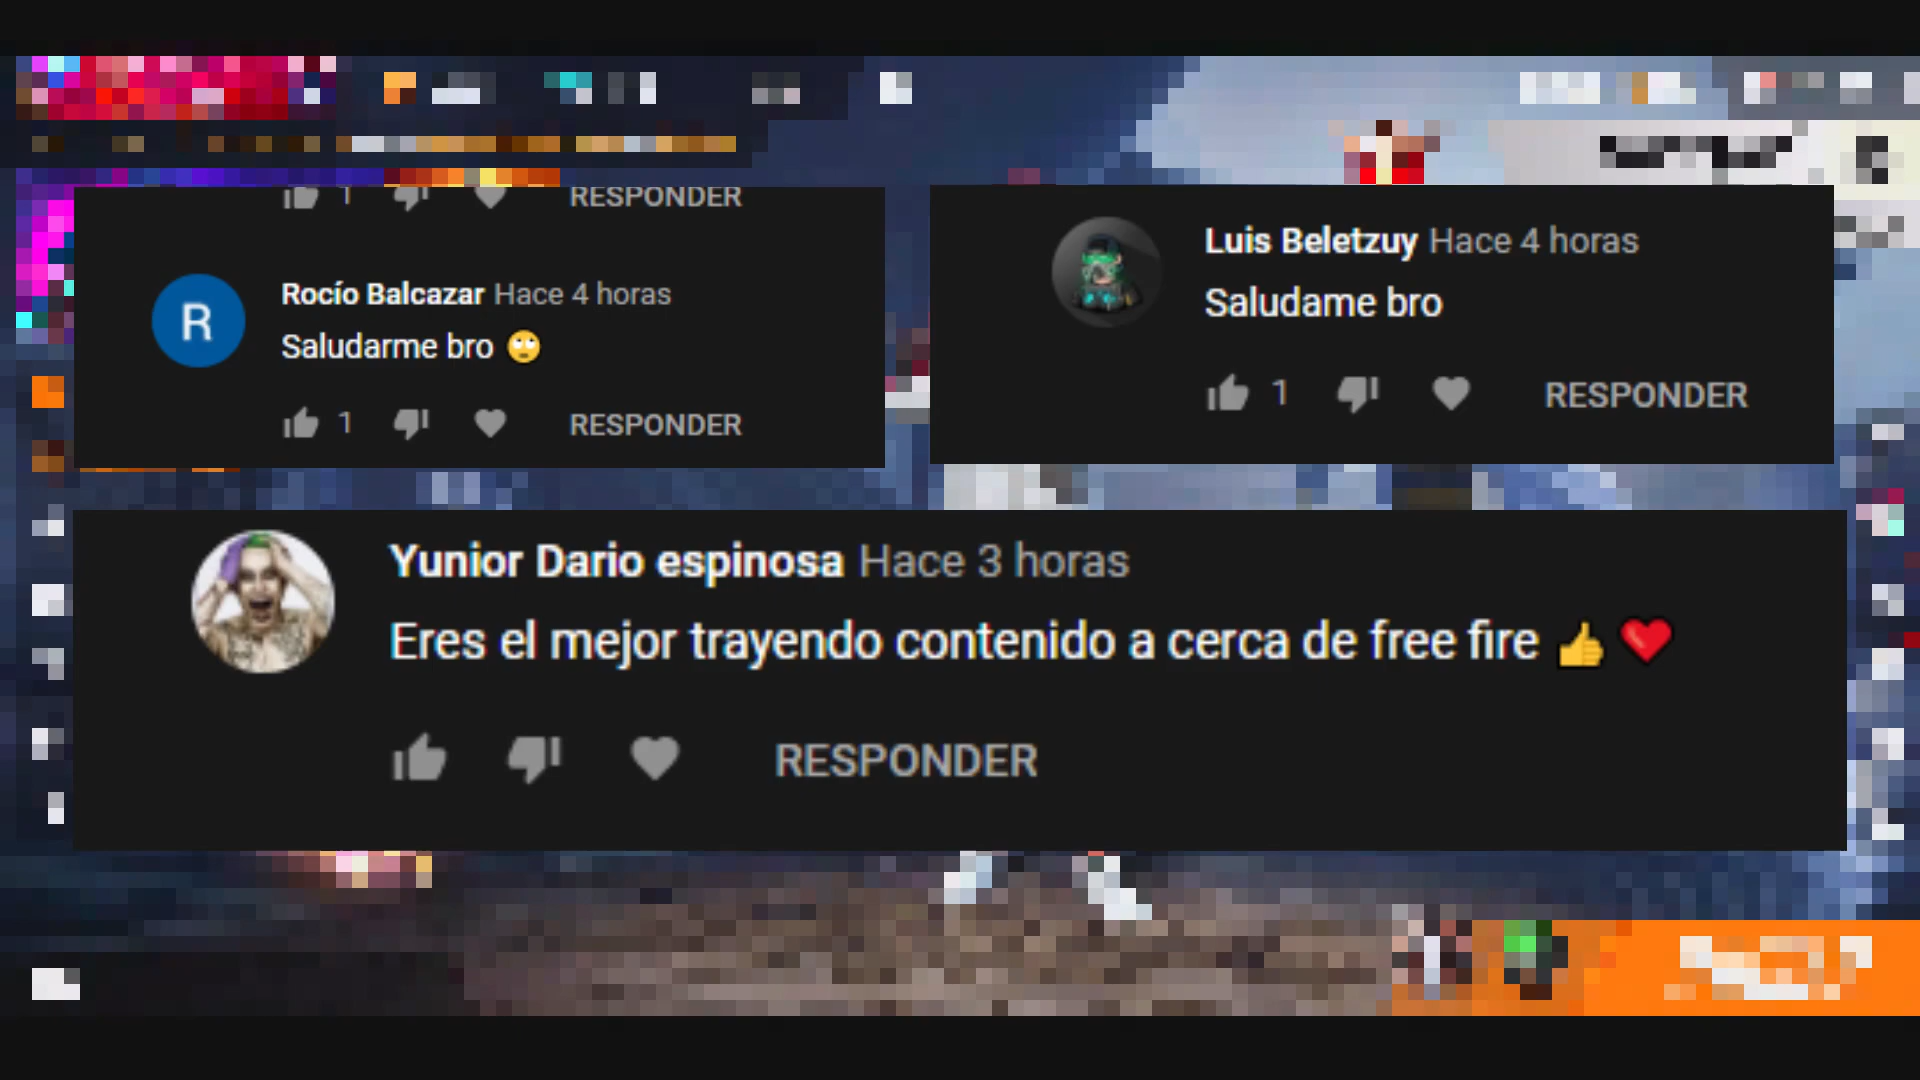 1 RESPONDER
Rocío Balcazar Hace 4 horas
Saludarme bro 🙄
1 RESPONDER
Luis Beletzuy Hace 4 horas
Saludame bro
1 RESPONDER
Yunior Dario espinosa Hace 3 horas
Eres el mejor trayendo contenido a cerca de free fire 👍❤️
RESPONDER